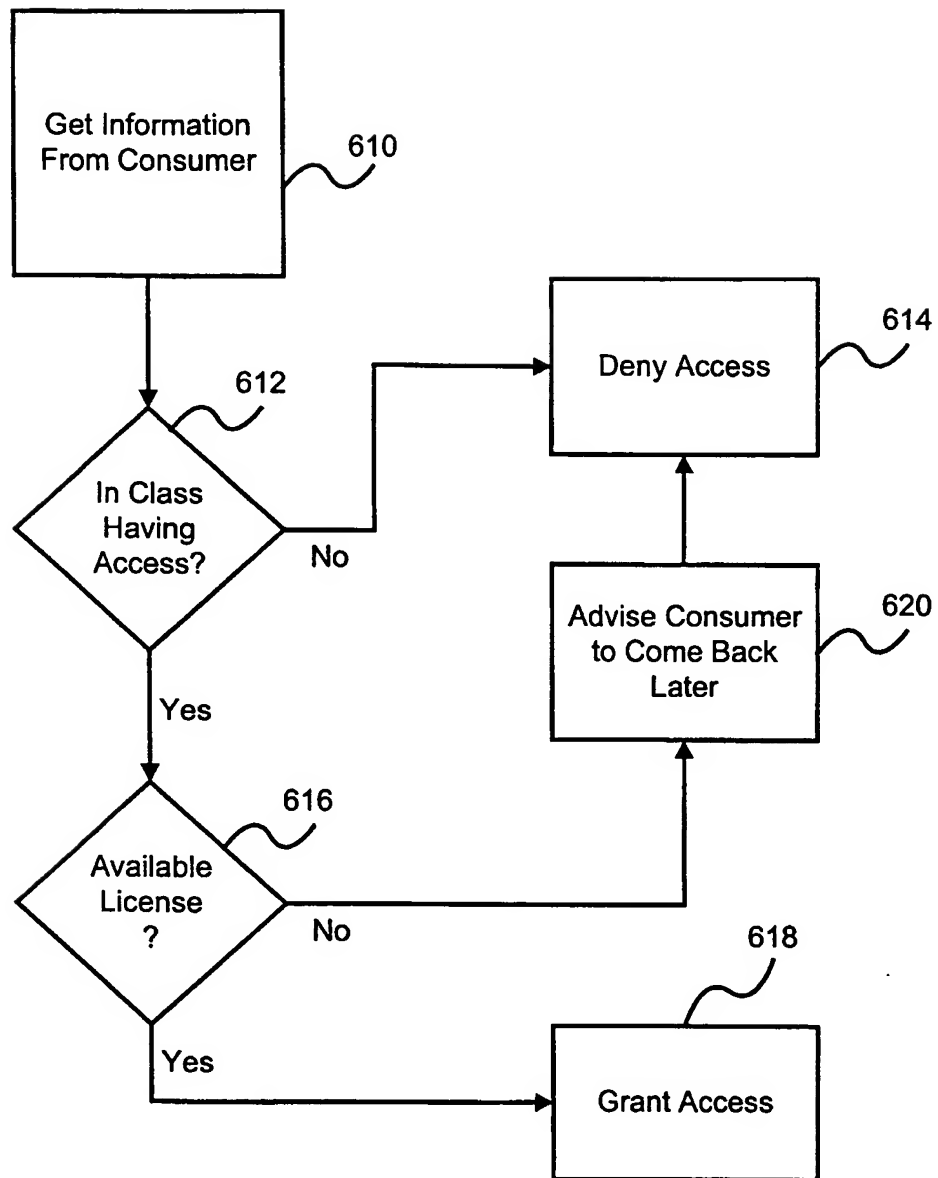 Get Information
From Consumer
610
614
Deny Access
612
In Class
Having
Access?
No
620
Advise Consumer
to Come Back
Later
Yes
616
Available
License
?
No
618
Yes
Grant Access